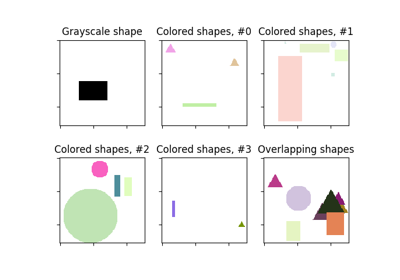 Grayscale shape
Colored shapes, #0
Colored shapes, #1
Colored shapes, #2
Colored shapes, #3
Overlapping shapes